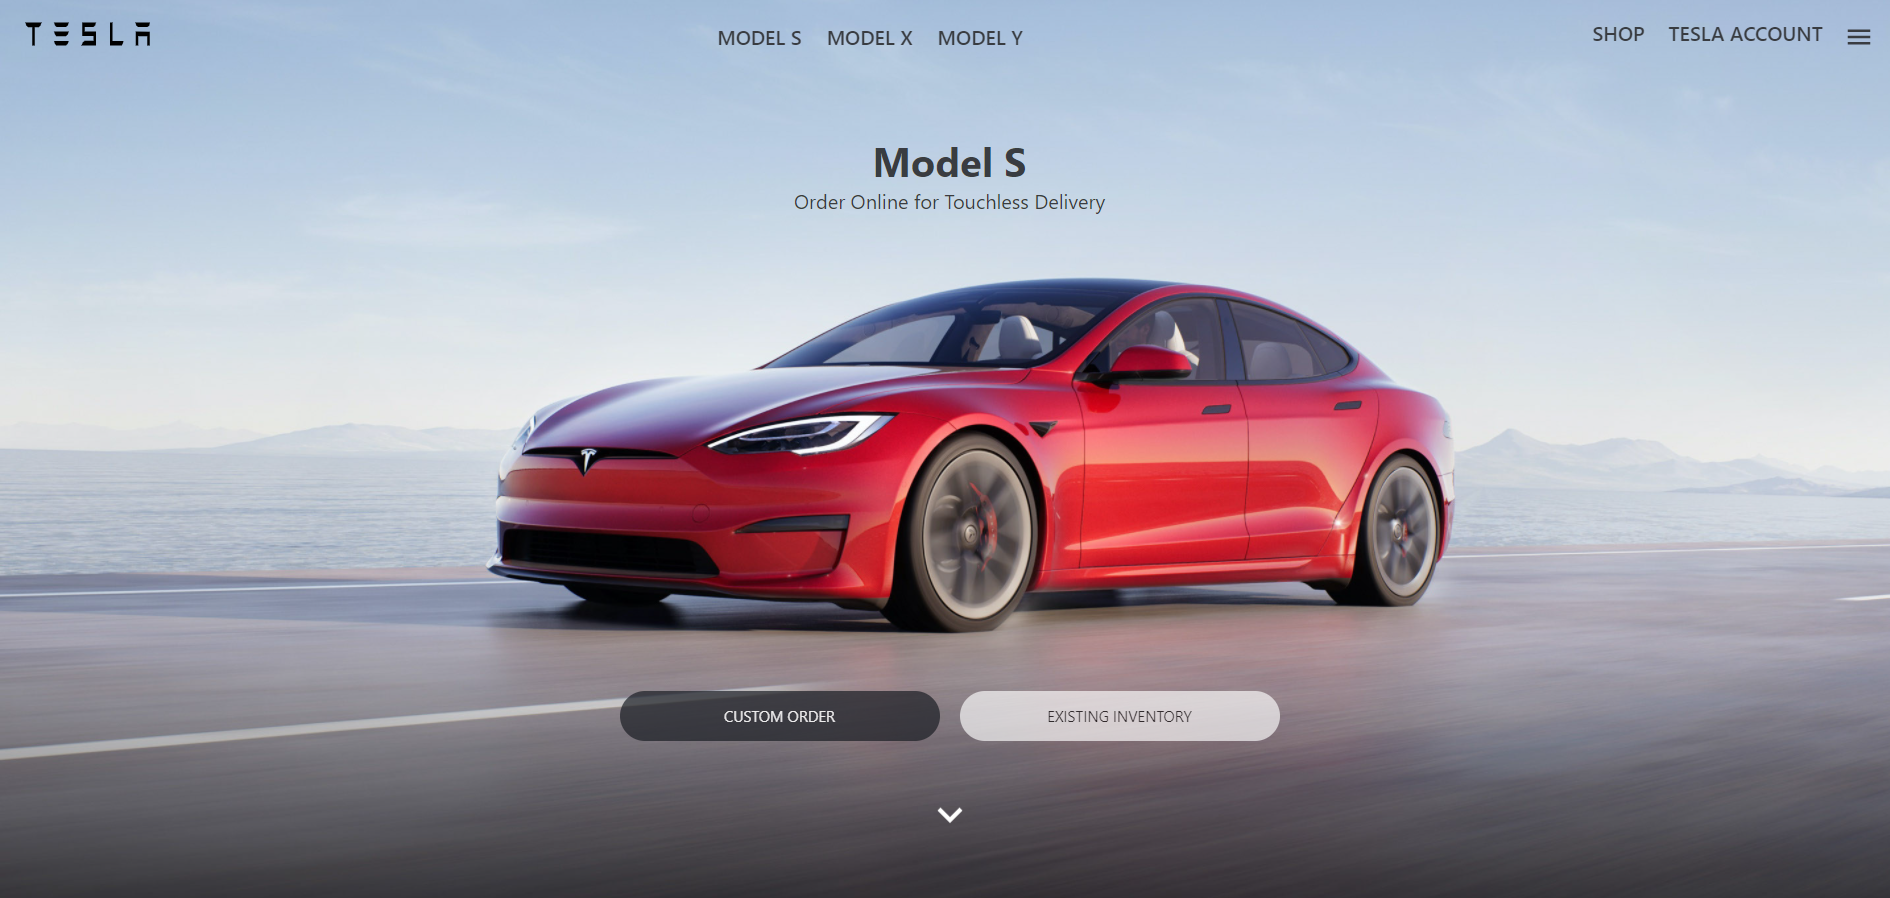 TESLA
MODEL S MODEL X MODEL Y
SHOP TESLA ACCOUNT
Model S
Order Online for Touchless Delivery
CUSTOM ORDER
EXISTING INVENTORY